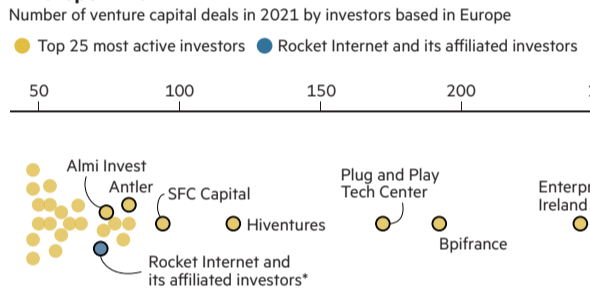 Number of venture capital deals in 2021 by investors based in Europe
Top 25 most active investors Rocket Internet and its affiliated investors
50 100 150 200
Almi Invest
Antler
SFC Capital
Plug and Play
Tech Center
Enterpr
Ireland
Hiventures
Bpifrance
Rocket Internet and
its affiliated investors*